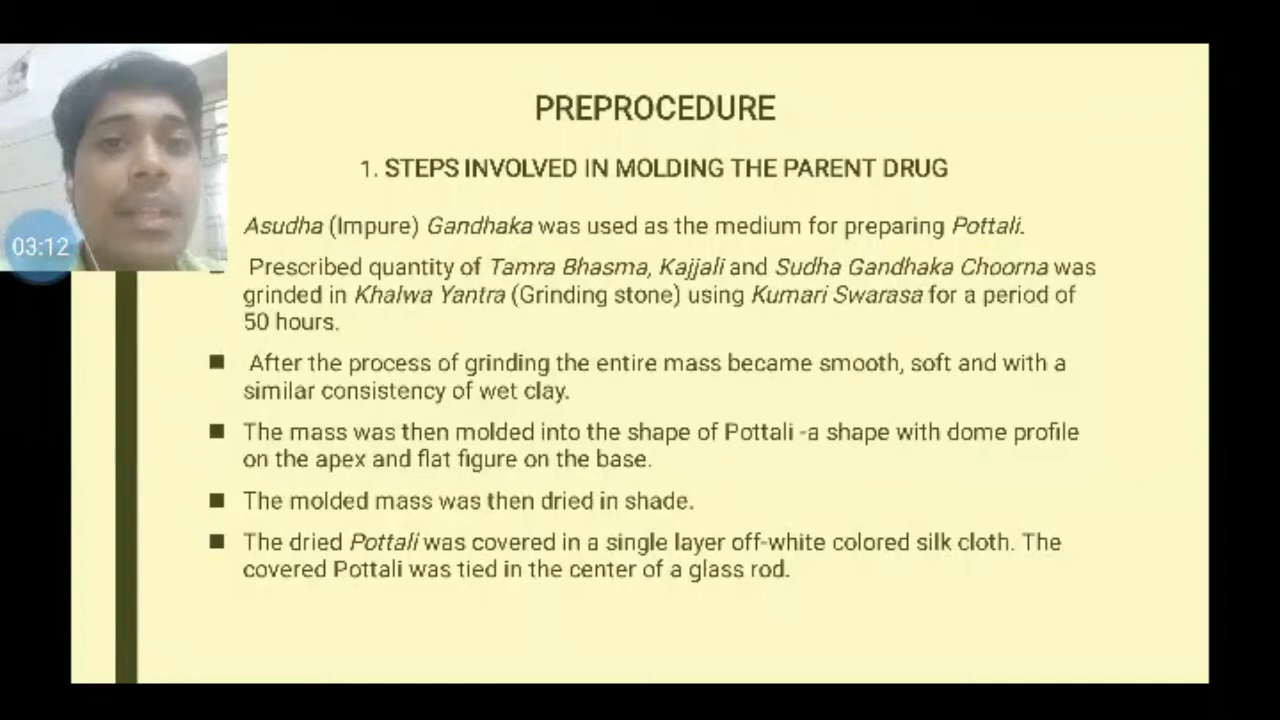 PREPROCEDURE
1. STEPS INVOLVED IN MOLDING THE PARENT DRUG
Asudha (Impure) Gandhaka was used as the medium for preparing Pottali.
03:12
Prescribed quantity of Tamra Bhasma, Kajjali and Sudha Gandhaka Choorna was
grinded in Khalwa Yantra (Grinding stone) using Kumari Swarasa for a period of
50 hours.
After the process of grinding the entire mass became smooth, soft and with a
similar consistency of wet clay.
The mass was then molded into the shape of Pottali -a shape with dome profile
on the apex and flat figure on the base.
The molded mass was then dried in shade.
The dried Pottali was covered in a single layer off-white colored silk cloth. The
covered Pottali was tied in the center of a glass rod.